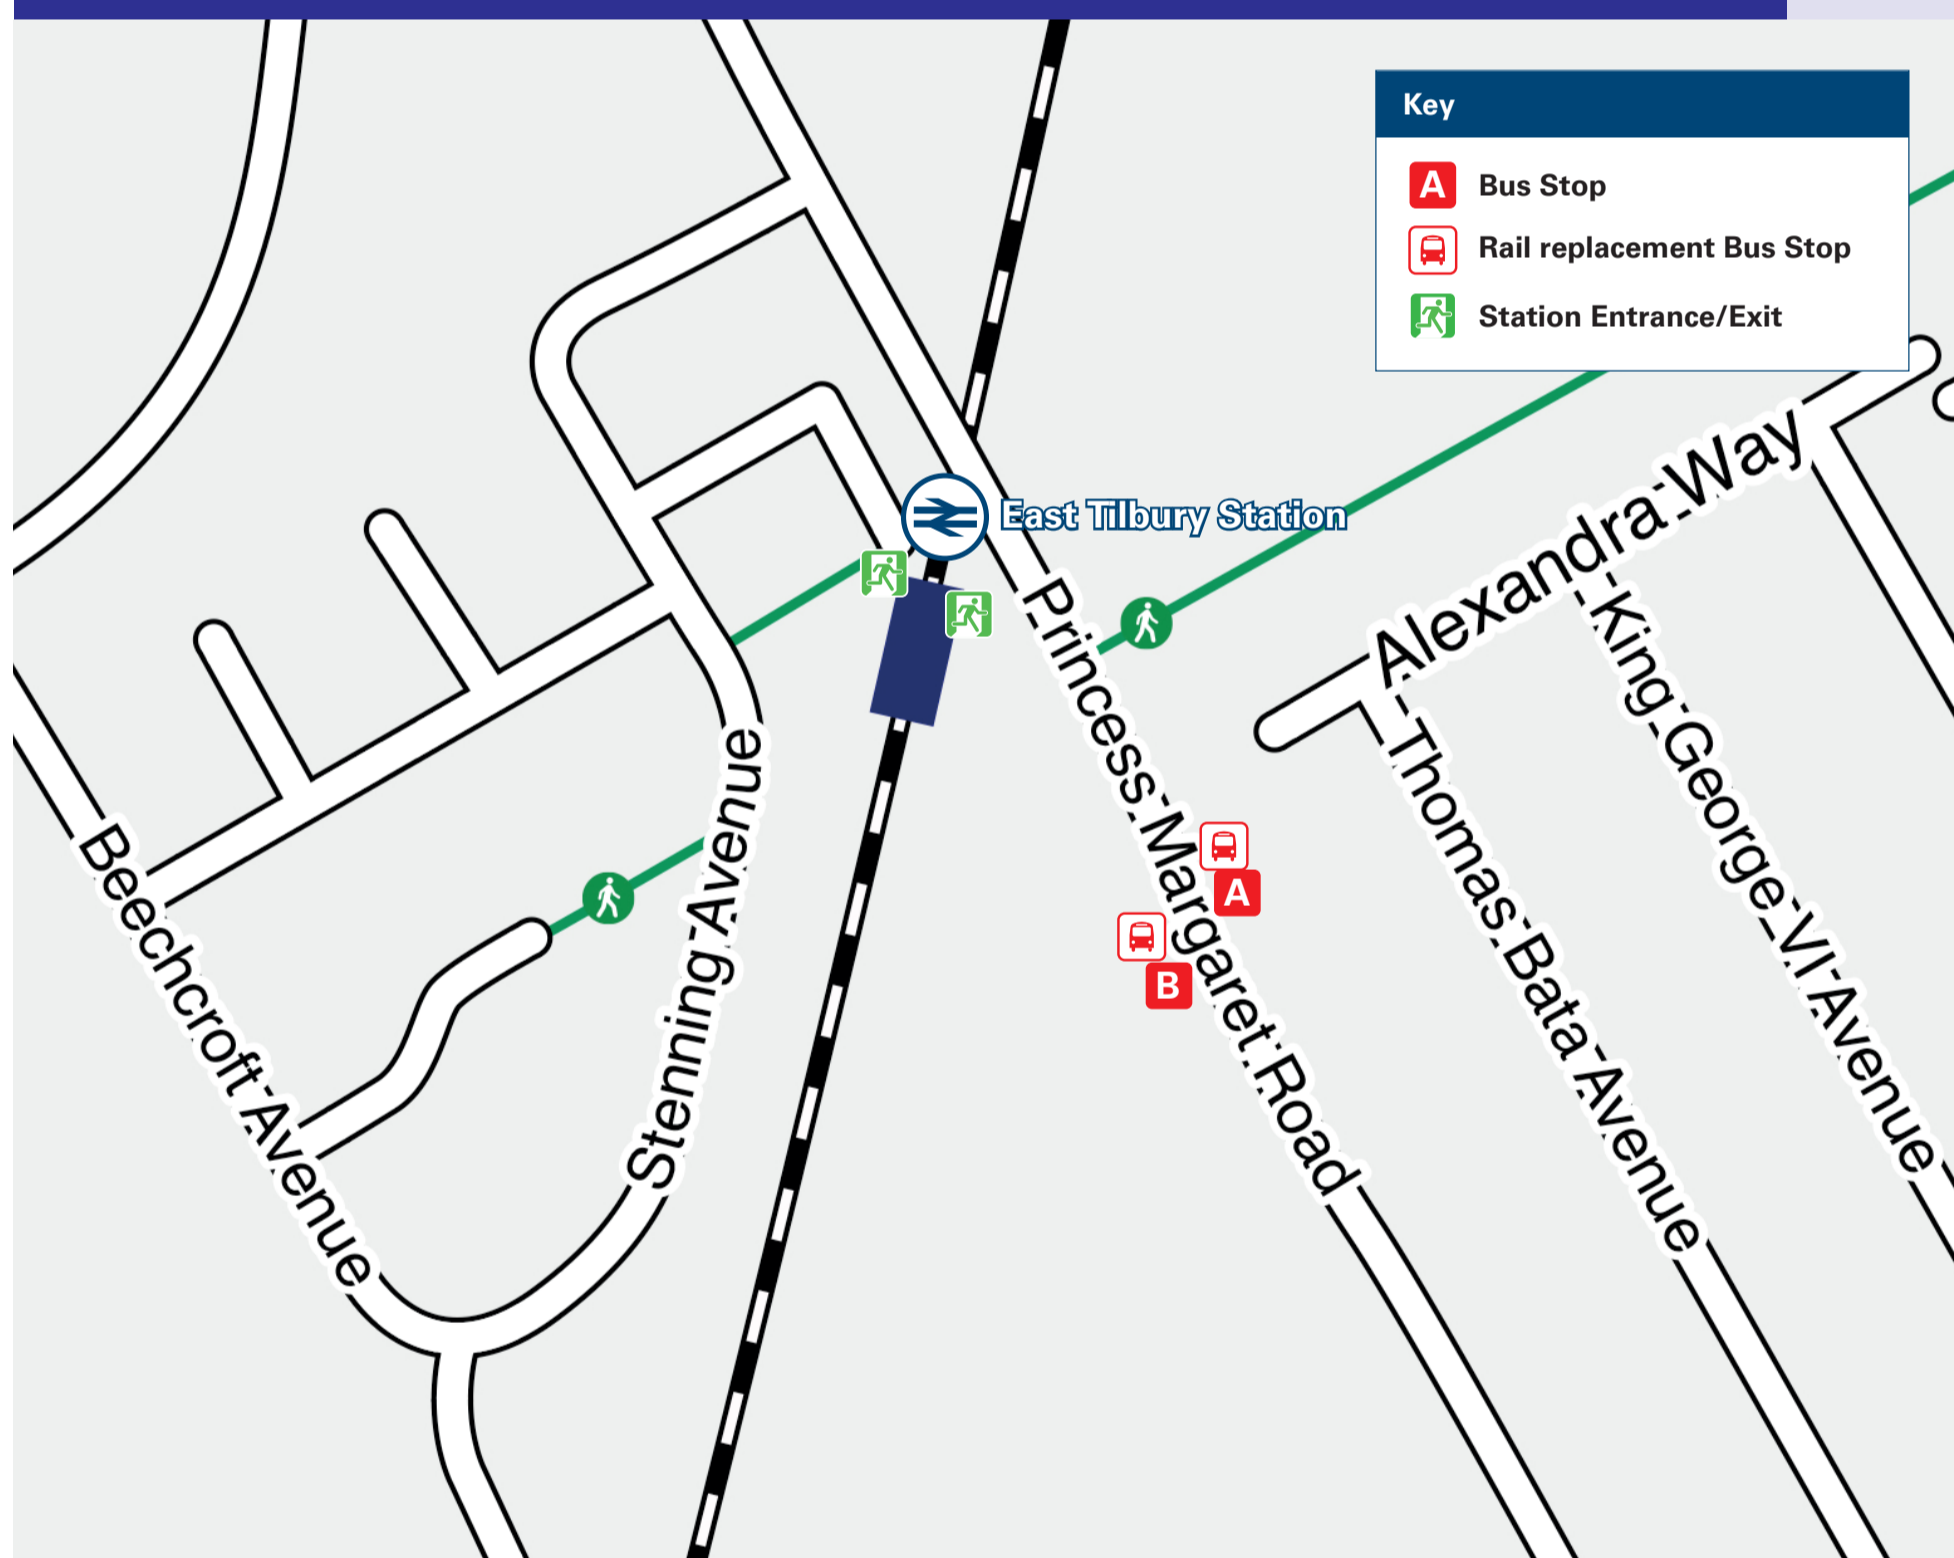 Key
A Bus Stop
Rail replacement Bus Stop
Station Entrance/Exit
East Tilbury Station
Alexandra Way
Princess Margaret Road
King George VI Avenue
Thomas Bata Avenue
Stenning Avenue
Beechcroft Avenue
A
B